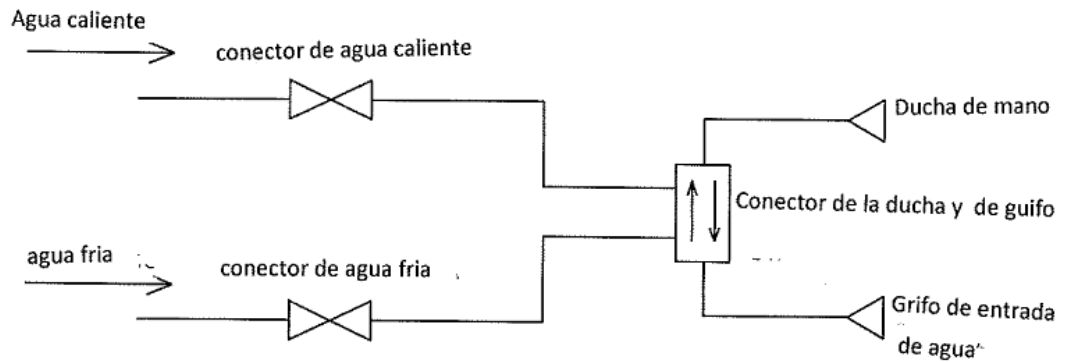 Agua caliente
conector de agua caliente
Ducha de mano
Conector de la ducha y de guifo
agua fria
conector de agua fria
Grifo de entrada
de agua